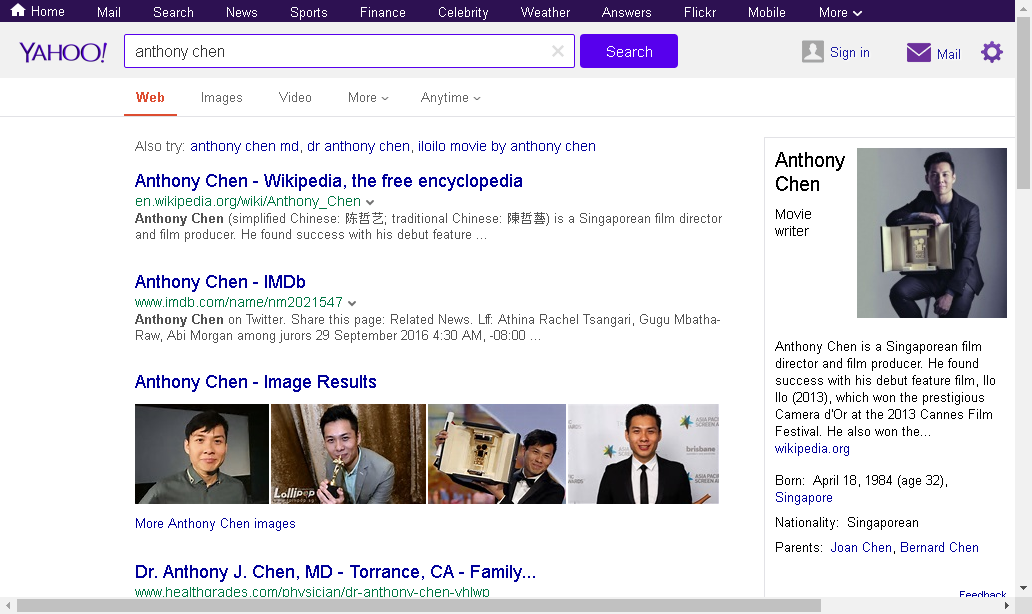 Home Mail Search News Sports Finance Celebrity Weather Answers Flickr Mobile More
YAHOO! anthony chen Search Sign in Mail
Web Images Video More Anytime
Also try: anthony chen md, dr anthony chen, iloilo movie by anthony chen
Anthony Chen - Wikipedia, the free encyclopedia
en.wikipedia.org/wiki/Anthony_Chen
Anthony Chen (simplified Chinese: 陈哲艺; traditional Chinese: 陳哲藝) is a Singaporean film director
and film producer. He found success with his debut feature ...
Anthony Chen - IMDb
www.imdb.com/name/nm2021547
Anthony Chen on Twitter. Share this page: Related News. Lff: Athina Rachel Tsangari, Gugu Mbatha-
Raw, Abi Morgan among jurors 29 September 2016 4:30 AM, -08:00 ...
Anthony Chen - Image Results
Lollipop
ASIA PACIFIC
SCREEN
brisbane
More Anthony Chen images
Dr. Anthony J. Chen, MD - Torrance, CA - Family...
www.healthgrades.com/physician/dr-anthony-chen-yhlwp
Anthony
Chen
Movie
writer
Anthony Chen is a Singaporean film
director and film producer. He found
success with his debut feature film, Ilo
Ilo (2013), which won the prestigious
Camera d'Or at the 2013 Cannes Film
Festival. He also won the...
wikipedia.org
Born: April 18, 1984 (age 32),
Singapore
Nationality: Singaporean
Parents: Joan Chen, Bernard Chen
Feedback